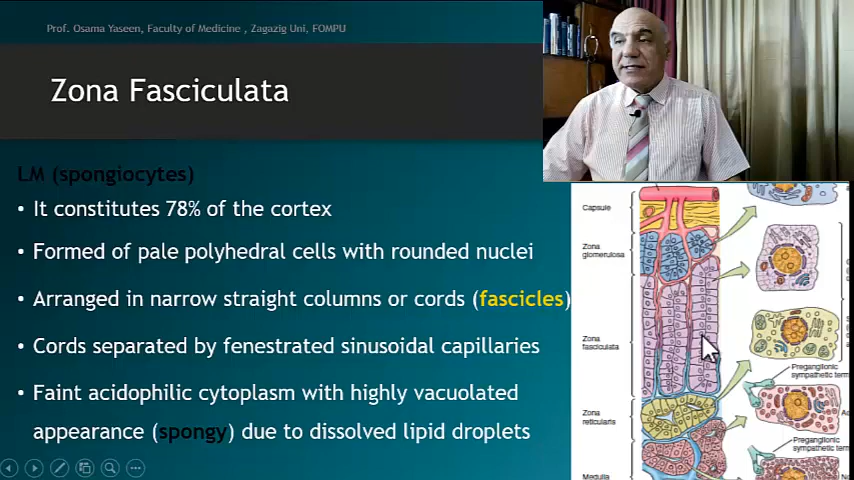 Prof. Osama Yaseen, Faculty of Medicine , Zagazig Uni, FOMPU
Zona Fasciculata
LM (spongiocytes)
• It constitutes 78% of the cortex
• Formed of pale polyhedral cells with rounded nuclei
• Arranged in narrow straight columns or cords (fascicles)
• Cords separated by fenestrated sinusoidal capillaries
• Faint acidophilic cytoplasm with highly vacuolated
appearance (spongy) due to dissolved lipid droplets
Capsule
Zona
glomerulosa
Zona
fasciculata
Zona
reticularis
Medulla
Preganglionic
sympathetic term
Preganglionic
sympathetic term